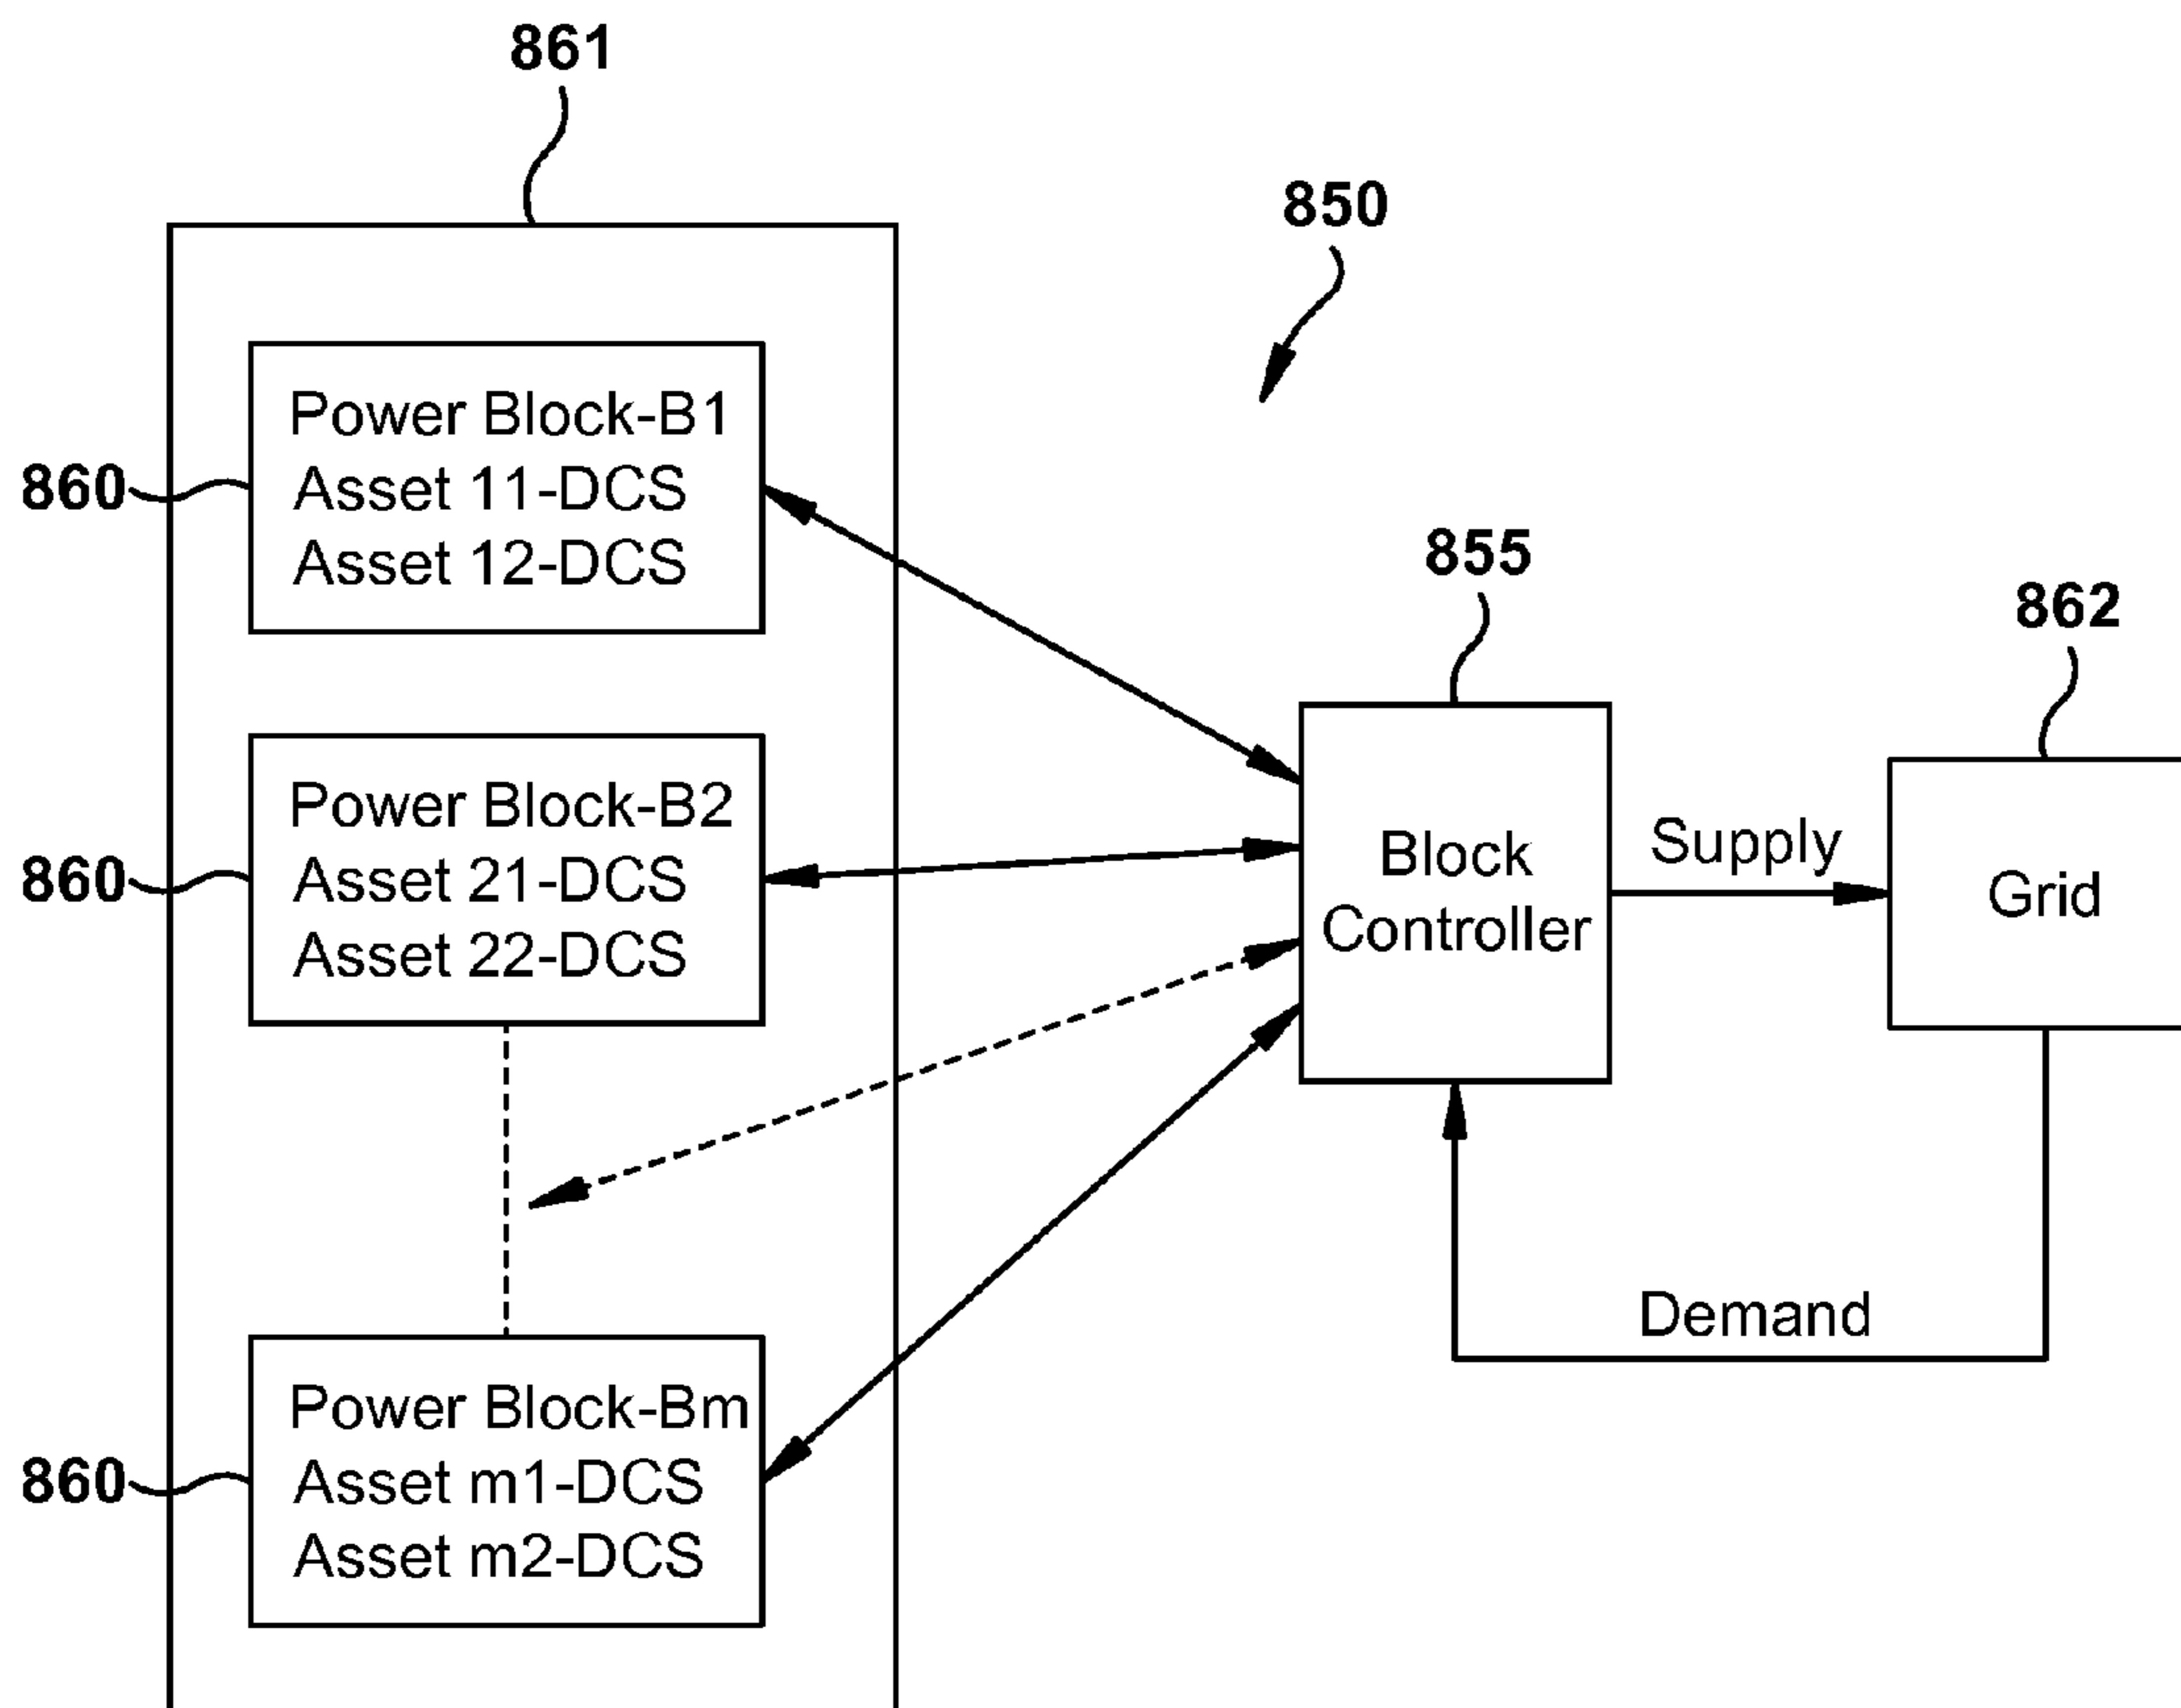 861
850
860
Power Block-B1
Asset 11-DCS
Asset 12-DCS
855
862
860
Power Block-B2
Asset 21-DCS
Asset 22-DCS
Block
Controller
Supply
Grid
Demand
860
Power Block-Bm
Asset m1-DCS
Asset m2-DCS